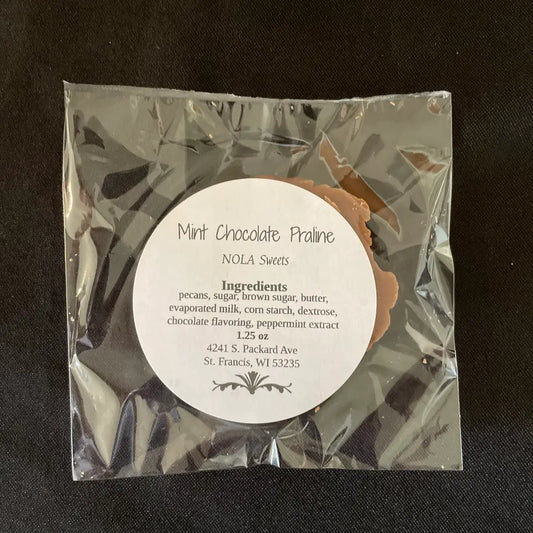 Mint Chocolate Praline
NOLA Sweets
Ingredients
pecans, sugar, brown sugar, butter,
evaporated milk, corn starch, dextrose,
chocolate flavoring, peppermint extract
1.25 oz
4241 S. Packard Ave
St. Francis, WI 53235